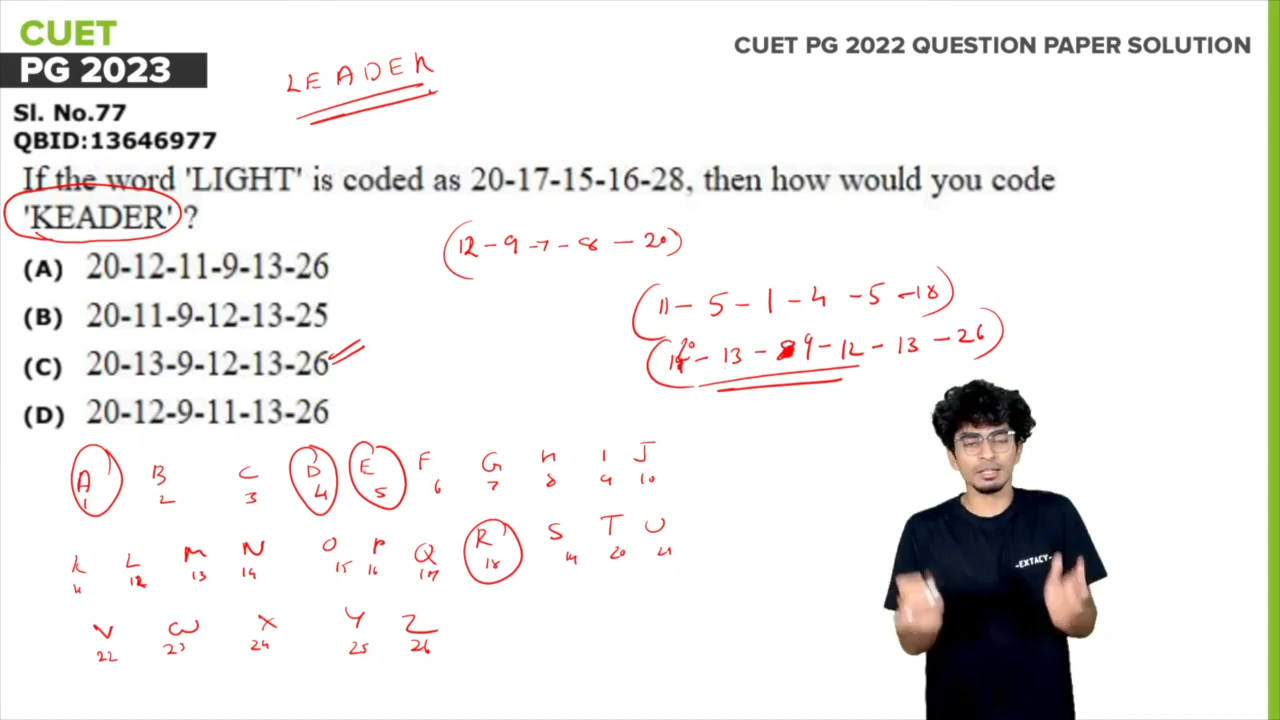 CUET
PG 2023
CUET PG 2022 QUESTION PAPER SOLUTION
LEADER
Sl. No.77
QBID:13646977
If the word 'LIGHT' is coded as 20-17-15-16-28, then how would you code
'KEADER' ?
(A) 20-12-11-9-13-26
(B) 20-11-9-12-13-25
(C) 20-13-9-12-13-26
(D) 20-12-9-11-13-26
(12 - 9 - 7 - 8 - 20)
(11 - 5 - 1 - 4 - 5 - 18)
- 13 - 9 - 12 - 13 - 26)
A B C D E F G H I J
1 2 3 4 5 6 7 8 9 10
K L M N O P Q R S T U
11 12 13 14 15 16 17 18 19 20 21
V W X Y Z
22 23 24 25 26
-EXTACY-